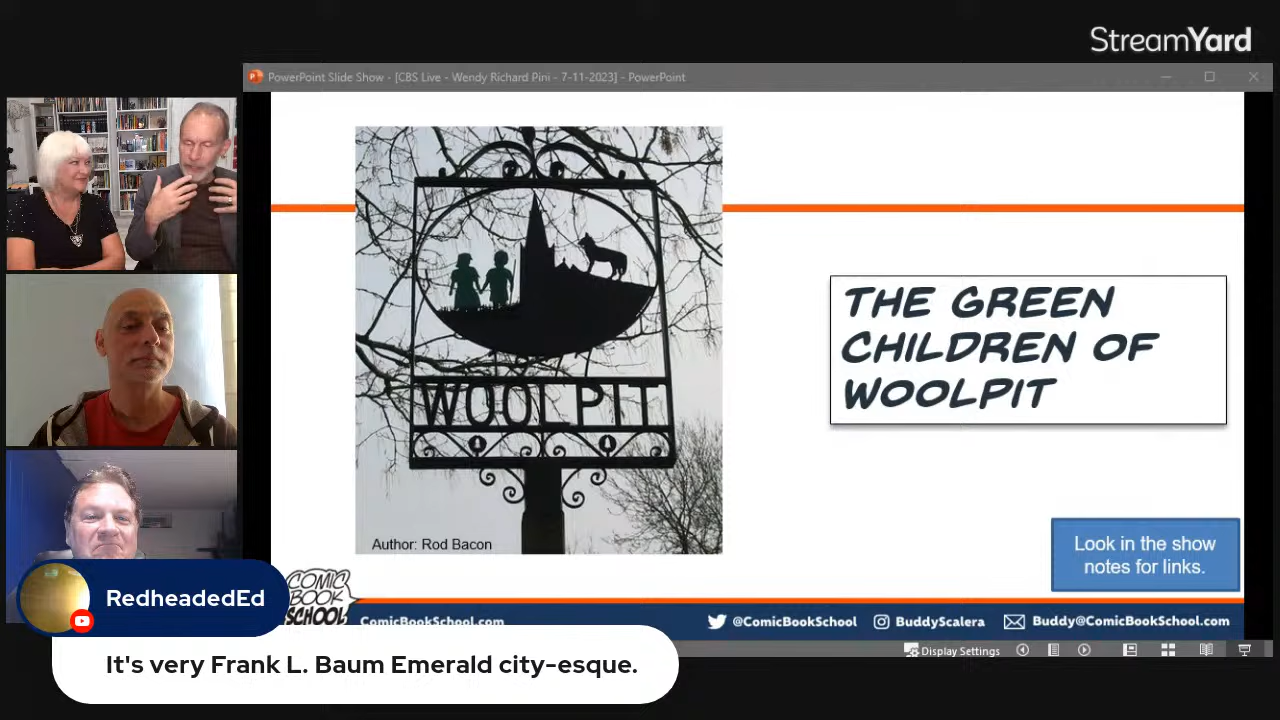 StreamYard
PowerPoint Slide Show - [CBS Live - Wendy Richard Pini - 7-11-2023] - PowerPoint
WOOLPIT
Author: Rod Bacon
THE GREEN
CHILDREN OF
WOOLPIT
Look in the show
notes for links.
COMIC
BOOK
SCHOOL
ComicBookSchool.com
@ComicBookSchool
BuddyScalera
Buddy@ComicBookSchool.com
Display Settings
RedheadedEd
It's very Frank L. Baum Emerald city-esque.